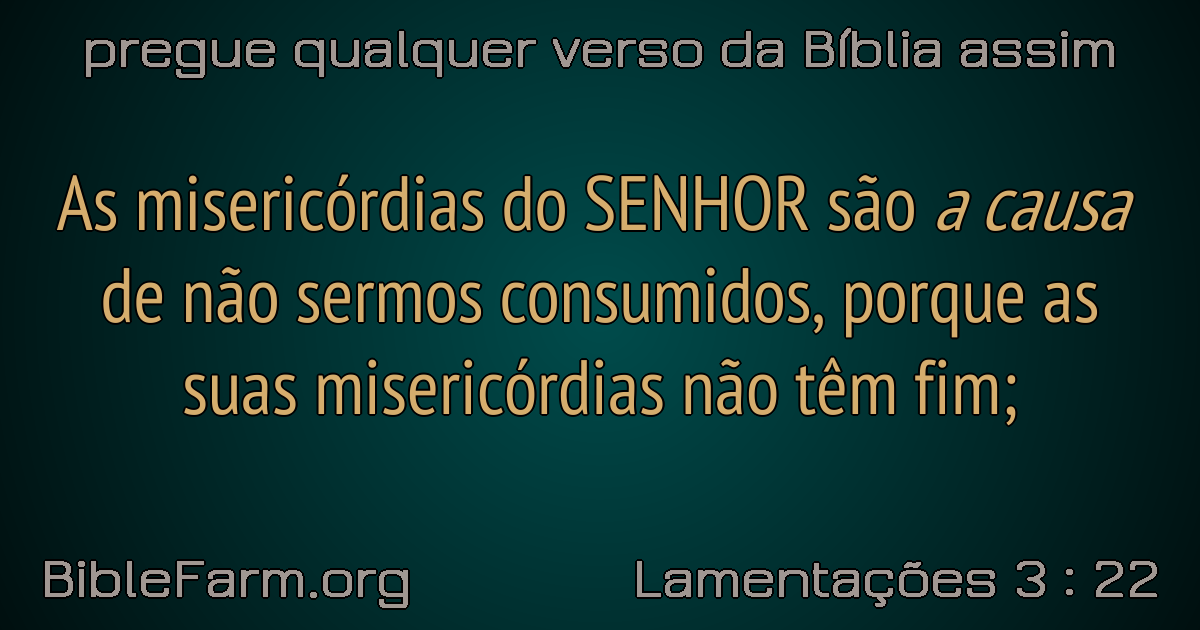 pregue qualquer verso da Bíblia assim
As misericórdias do SENHOR são a causa
de não sermos consumidos, porque as
suas misericórdias não têm fim;
BibleFarm.org
Lamentações 3 : 22